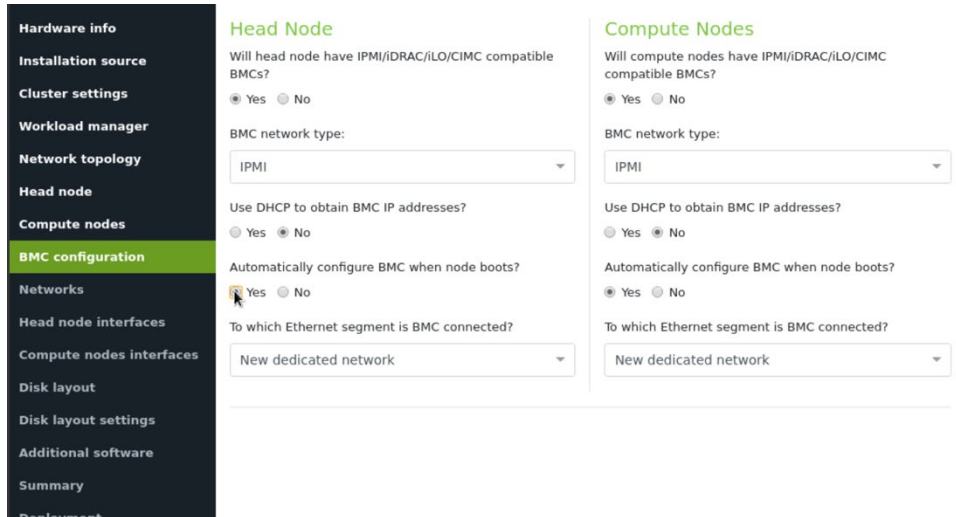 Hardware info
Installation source
Cluster settings
Workload manager
Network topology
Head node
Compute nodes
BMC configuration
Networks
Head node interfaces
Compute nodes interfaces
Disk layout
Disk layout settings
Additional software
Summary
Deployment
Head Node
Will head node have IPMI/iDRAC/iLO/CIMC compatible
BMCs?
Yes No
BMC network type:
IPMI
Use DHCP to obtain BMC IP addresses?
Yes No
Automatically configure BMC when node boots?
Yes No
To which Ethernet segment is BMC connected?
New dedicated network
Compute Nodes
Will compute nodes have IPMI/iDRAC/iLO/CIMC
compatible BMCs?
Yes No
BMC network type:
IPMI
Use DHCP to obtain BMC IP addresses?
Yes No
Automatically configure BMC when node boots?
Yes No
To which Ethernet segment is BMC connected?
New dedicated network